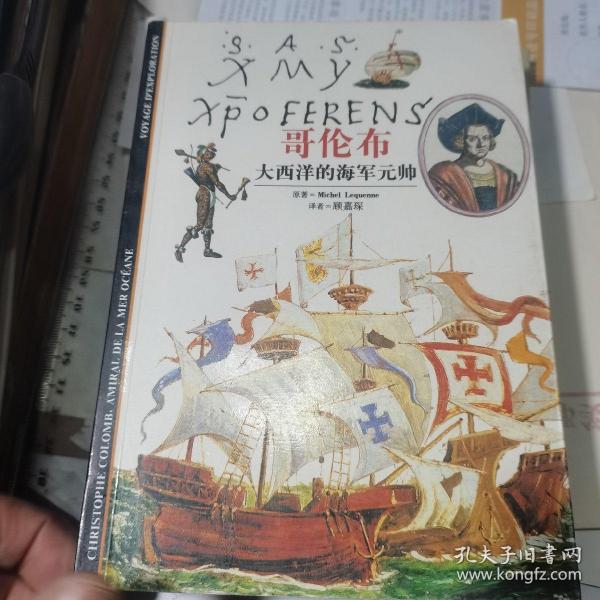 .S. A .S.
X M Y
Xp̄o FERENS
哥伦布
大西洋的海军元帅
原著= Michel Lequenne
译者= 顾嘉琛
VOYAGE D'EXPLORATION
CHRISTOPHE COLOMB, AMIRAL DE LA MER OCÉANE
孔夫子旧书网
www.kongfz.com